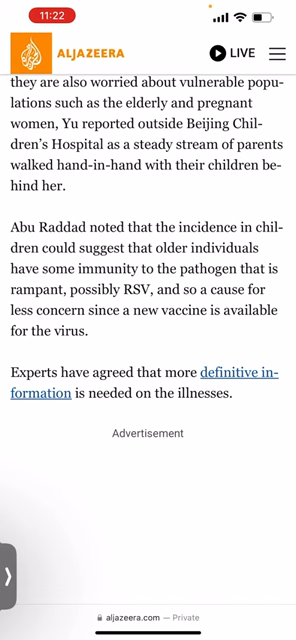 11:22
ALJAZEERA
LIVE
they are also worried about vulnerable popu-
lations such as the elderly and pregnant
women, Yu reported outside Beijing Chil-
dren’s Hospital as a steady stream of parents
walked hand-in-hand with their children be-
hind her.
Abu Raddad noted that the incidence in chil-
dren could suggest that older individuals
have some immunity to the pathogen that is
rampant, possibly RSV, and so a cause for
less concern since a new vaccine is available
for the virus.
Experts have agreed that more definitive in-
formation is needed on the illnesses.
Advertisement
aljazeera.com — Private